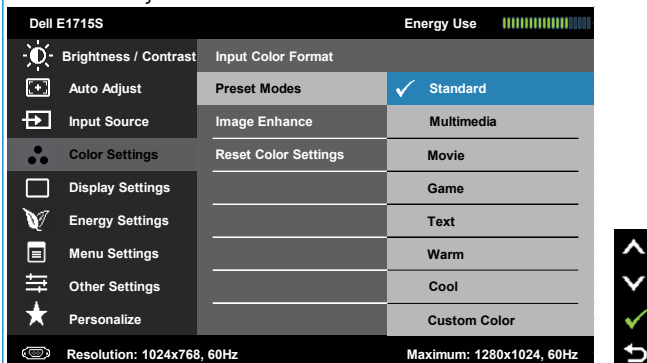 Dell E1715S Energy Use
Brightness / Contrast Input Color Format
Auto Adjust Preset Modes Standard
Input Source Image Enhance Multimedia
Color Settings Reset Color Settings Movie
Display Settings Game
Energy Settings Text
Menu Settings Warm
Other Settings Cool
Personalize Custom Color
Resolution: 1024x768, 60Hz Maximum: 1280x1024, 60Hz